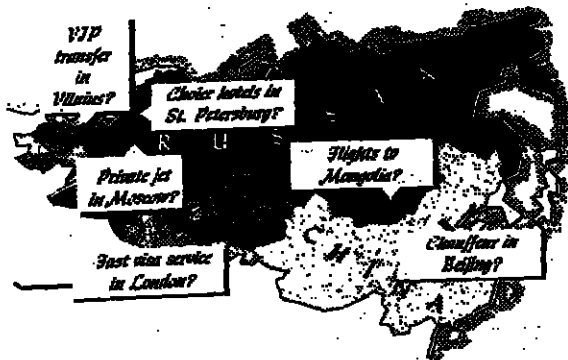 VIP
transfer
in
Vilnius?
Choice hotels in
St. Petersburg?
R U S
Flights to
Mongolia?
Private jet
in Moscow?
C H I N A
Chauffeur in
Beijing?
Fast visa service
in London?